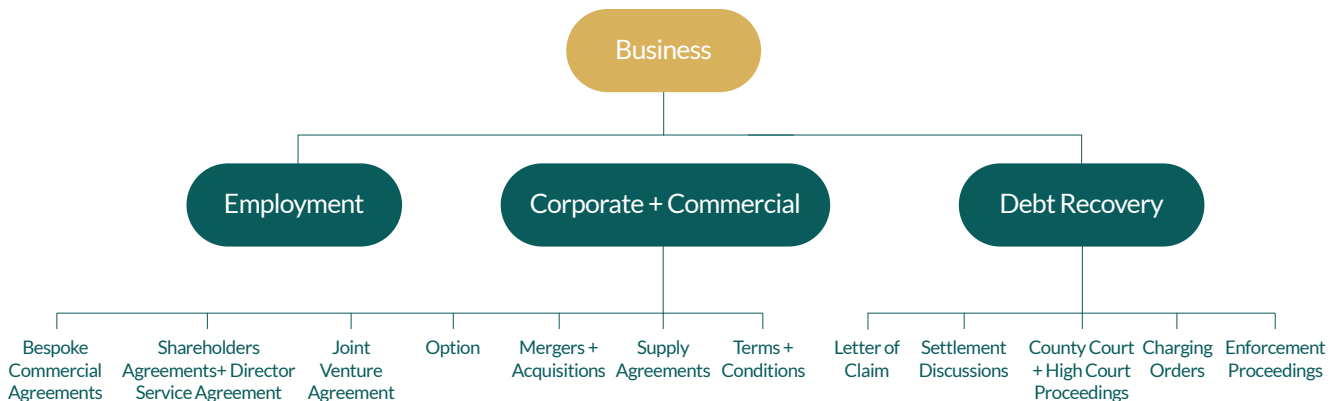 Business
Employment
Corporate + Commercial
Debt Recovery
Bespoke
Commercial
Agreements
Shareholders
Agreements+ Director
Service Agreement
Joint
Venture
Agreement
Option
Mergers +
Acquisitions
Supply
Agreements
Terms +
Conditions
Letter of
Claim
Settlement
Discussions
County Court
+ High Court
Proceedings
Charging
Orders
Enforcement
Proceedings